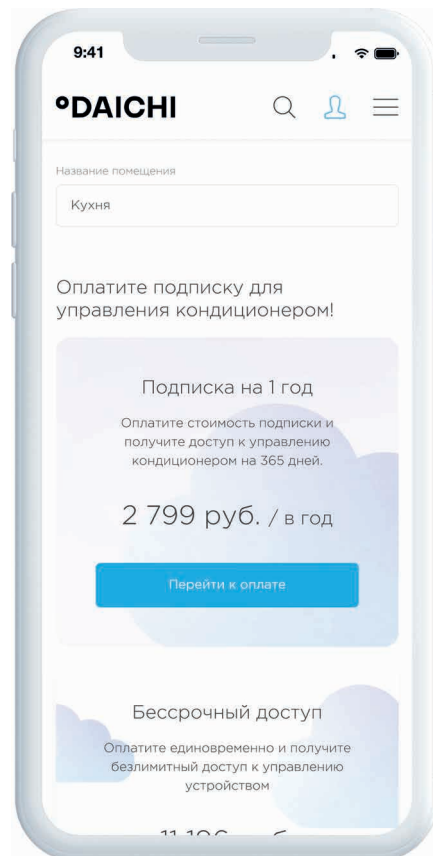 9:41
°DAICHI
Название помещения
Кухня
Оплатите подписку для
управления кондиционером!
Подписка на 1 год
Оплатите стоимость подписки и
получите доступ к управлению
кондиционером на 365 дней.
2 799 руб. / в год
Перейти к оплате
Бессрочный доступ
Оплатите единовременно и получите
безлимитный доступ к управлению
устройством